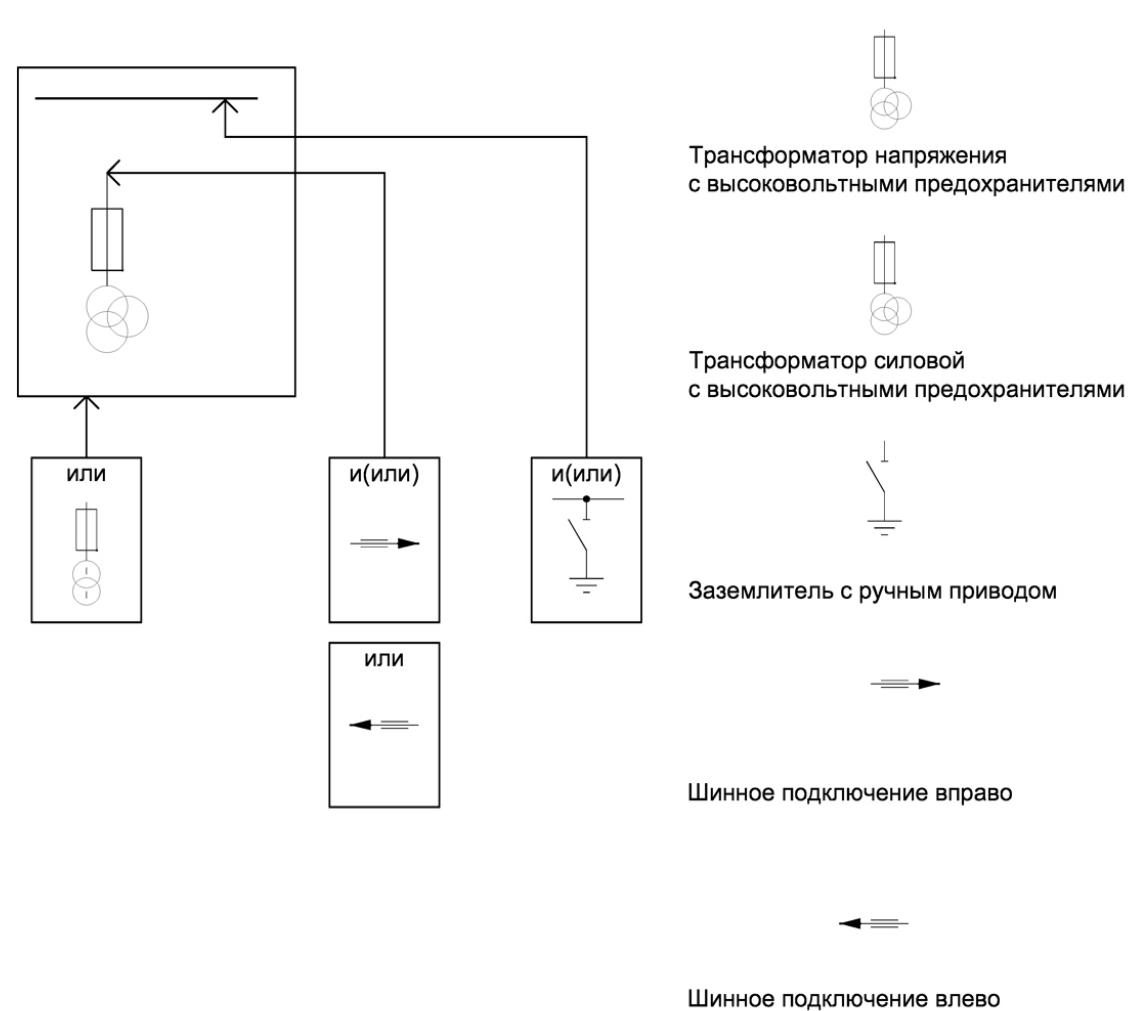 или
и(или)
и(или)
или
Трансформатор напряжения
с высоковольтными предохранителями
Трансформатор силовой
с высоковольтными предохранителями
Заземлитель с ручным приводом
Шинное подключение вправо
Шинное подключение влево